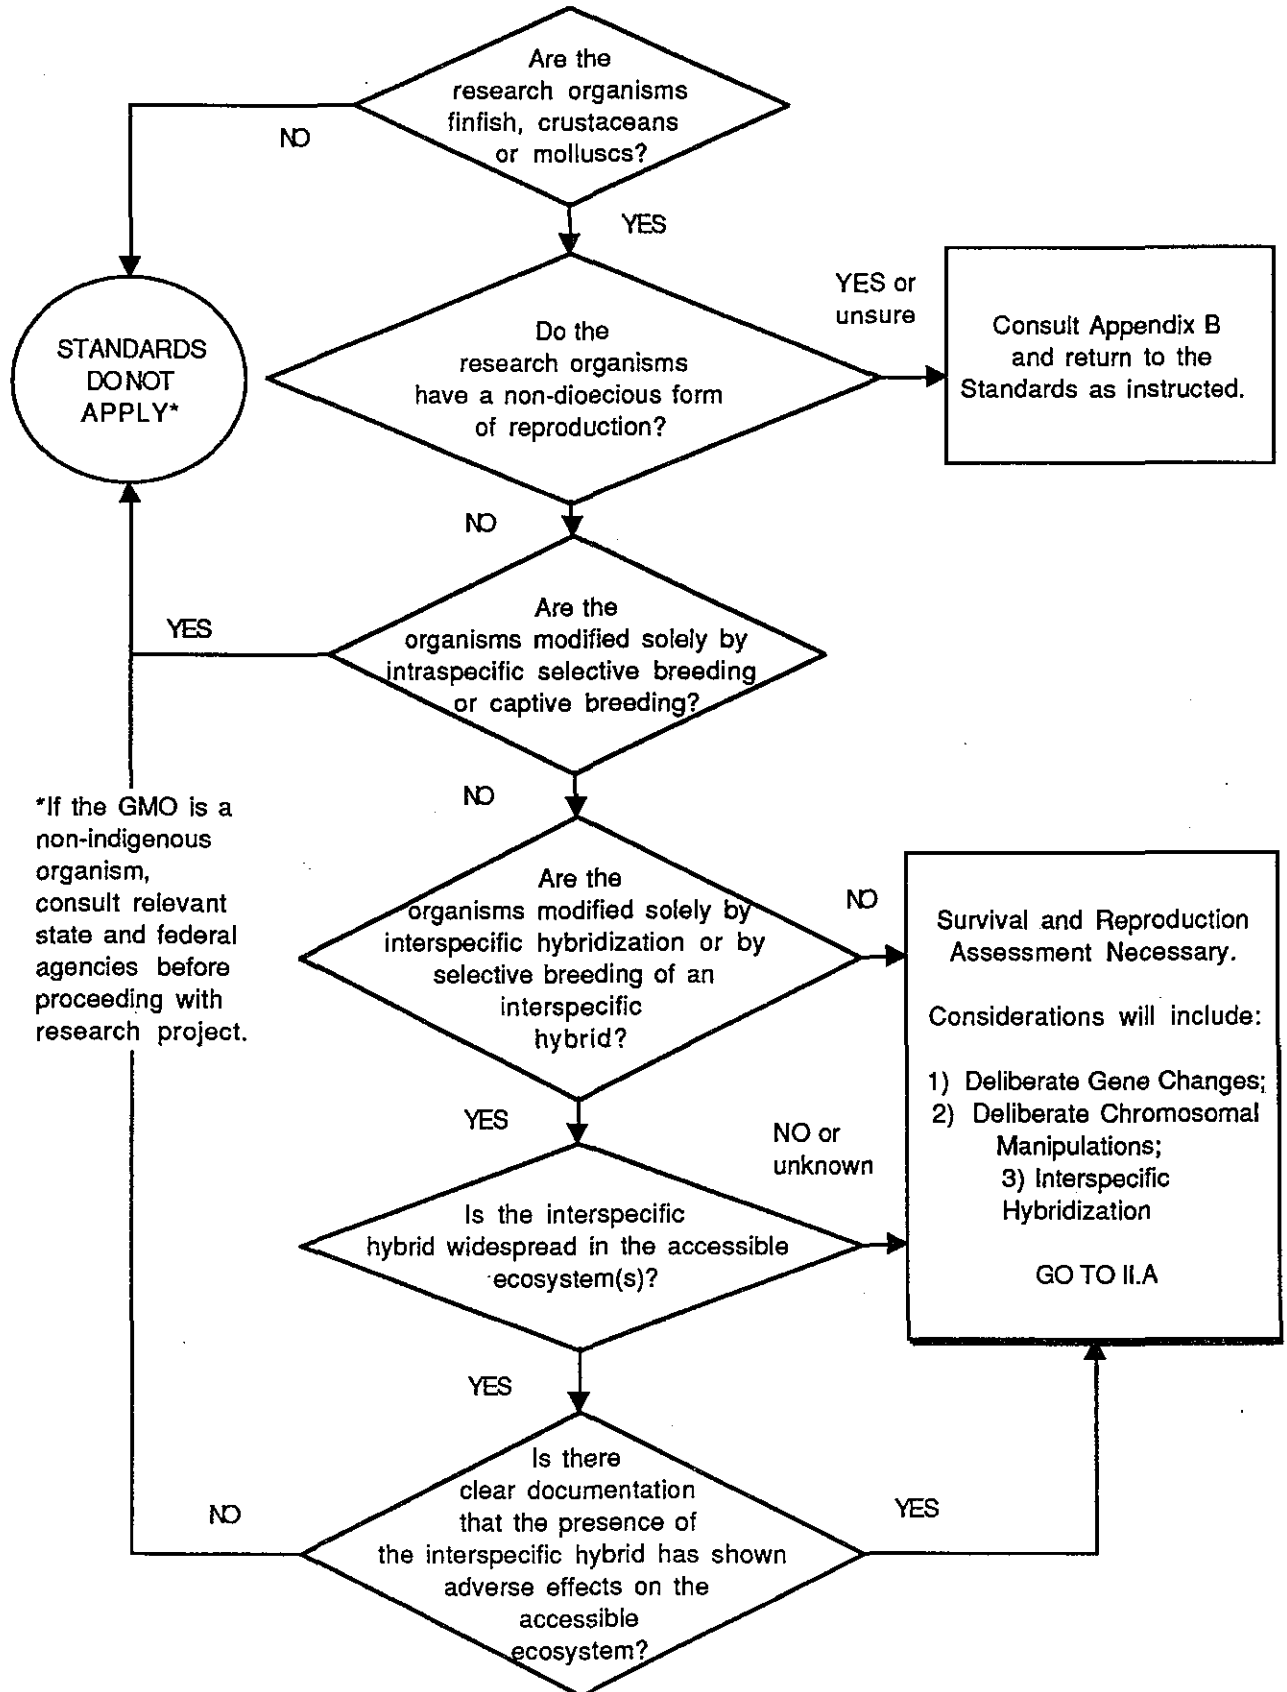 Are the
research organisms
finfish, crustaceans
or molluscs?
NO
YES
STANDARDS
DO NOT
APPLY*
Do the
research organisms
have a non-dioecious form
of reproduction?
YES or
unsure
Consult Appendix B
and return to the
Standards as instructed.
NO
Are the
organisms modified solely by
intraspecific selective breeding
or captive breeding?
YES
NO
*If the GMO is a
non-indigenous
organism,
consult relevant
state and federal
agencies before
proceeding with
research project.
Are the
organisms modified solely by
interspecific hybridization or by
selective breeding of an
interspecific
hybrid?
NO
Survival and Reproduction
Assessment Necessary.
Considerations will include:
1) Deliberate Gene Changes;
2) Deliberate Chromosomal
Manipulations;
3) Interspecific
Hybridization
GO TO II.A
YES
NO or
unknown
Is the interspecific
hybrid widespread in the accessible
ecosystem(s)?
YES
Is there
clear documentation
that the presence of
the interspecific hybrid has shown
adverse effects on the
accessible
ecosystem?
NO
YES